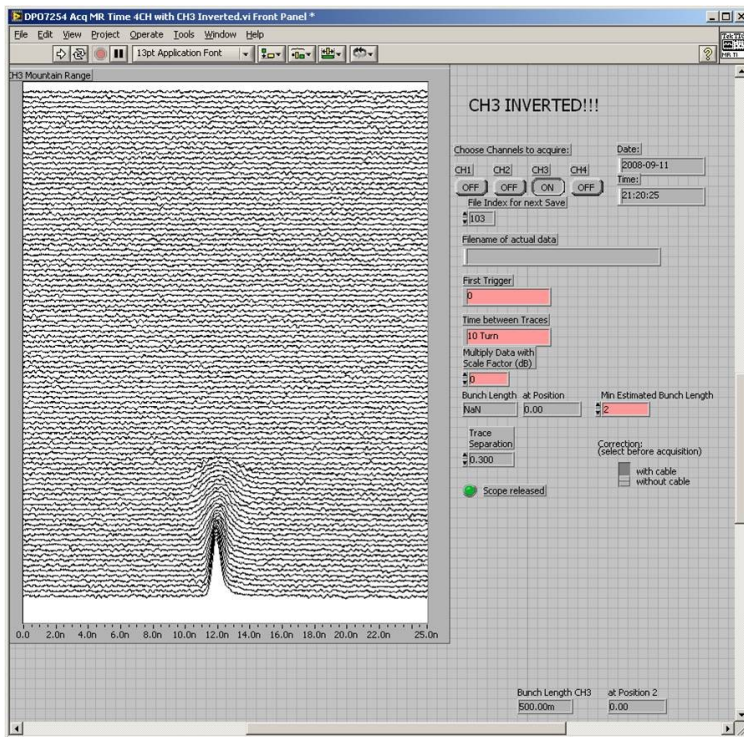 DPO7254 Acq MR Time 4CH with CH3 Inverted.vi Front Panel *
File Edit View Project Operate Tools Window Help
13pt Application Font
?
H3 Mountain Range
CH3 INVERTED!!!
Choose Channels to acquire:
Date:
2008-09-11
CH1 CH2 CH3 CH4
Time:
OFF OFF ON OFF
21:20:25
File Index for next Save
103
Filename of actual data
First Trigger
0
Time between Traces
10 Turn
Multiply Data with
Scale Factor (dB)
0
Bunch Length at Position Min Estimated Bunch Length
NaN 0.00 2
Trace
Separation
0.300
Correction:
(select before acquisition)
with cable
without cable
Scope released
0.0 2.0n 4.0n 6.0n 8.0n 10.0n 12.0n 14.0n 16.0n 18.0n 20.0n 22.0n 25.0n
Bunch Length CH3 at Position 2
500.00m 0.00